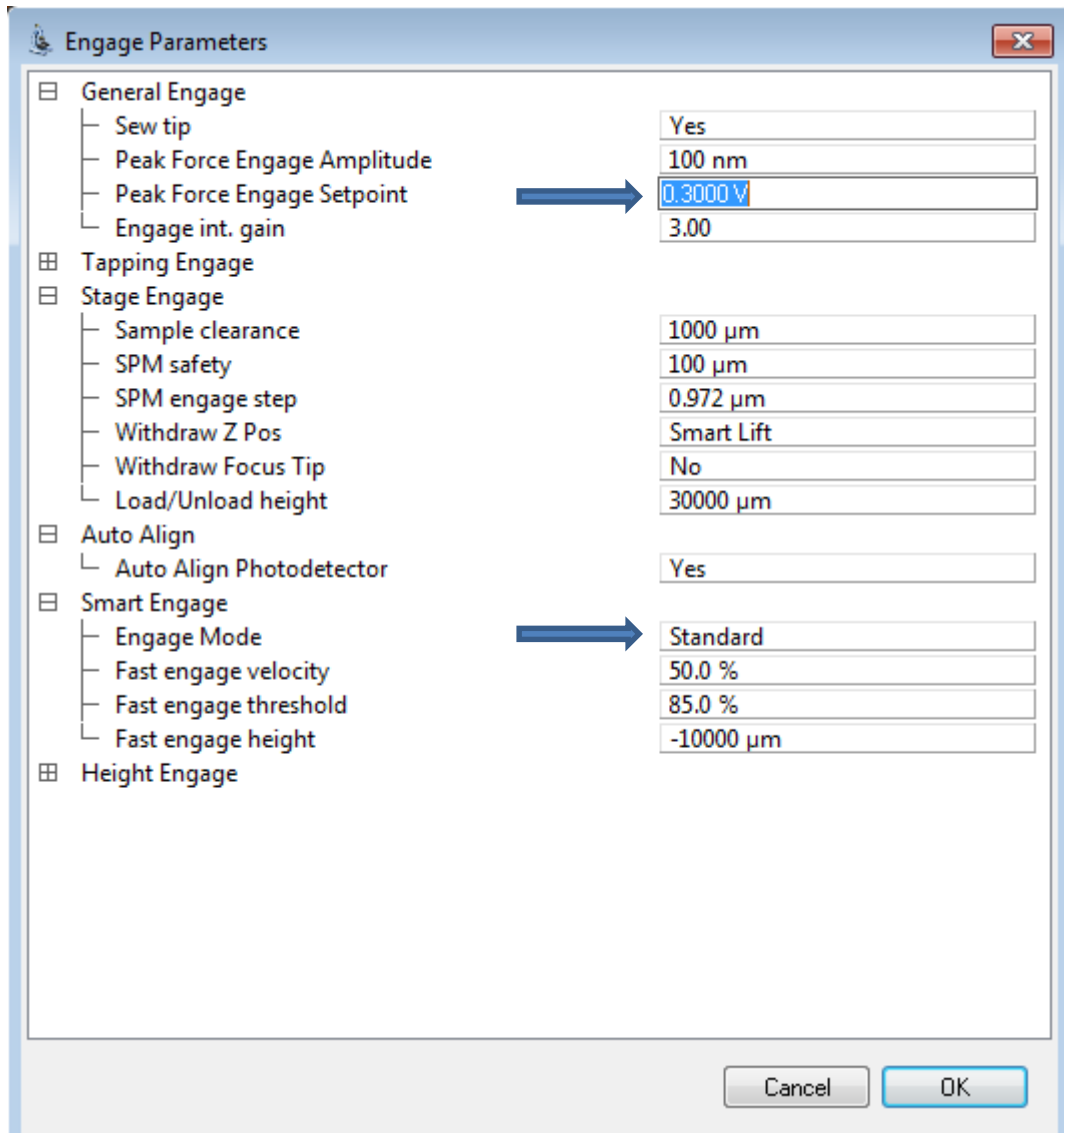 Engage Parameters
General Engage
Sew tip Yes
Peak Force Engage Amplitude 100 nm
Peak Force Engage Setpoint 0.3000 V
Engage int. gain 3.00
Tapping Engage
Stage Engage
Sample clearance 1000 µm
SPM safety 100 µm
SPM engage step 0.972 µm
Withdraw Z Pos Smart Lift
Withdraw Focus Tip No
Load/Unload height 30000 µm
Auto Align
Auto Align Photodetector Yes
Smart Engage
Engage Mode Standard
Fast engage velocity 50.0 %
Fast engage threshold 85.0 %
Fast engage height -10000 µm
Height Engage
Cancel OK